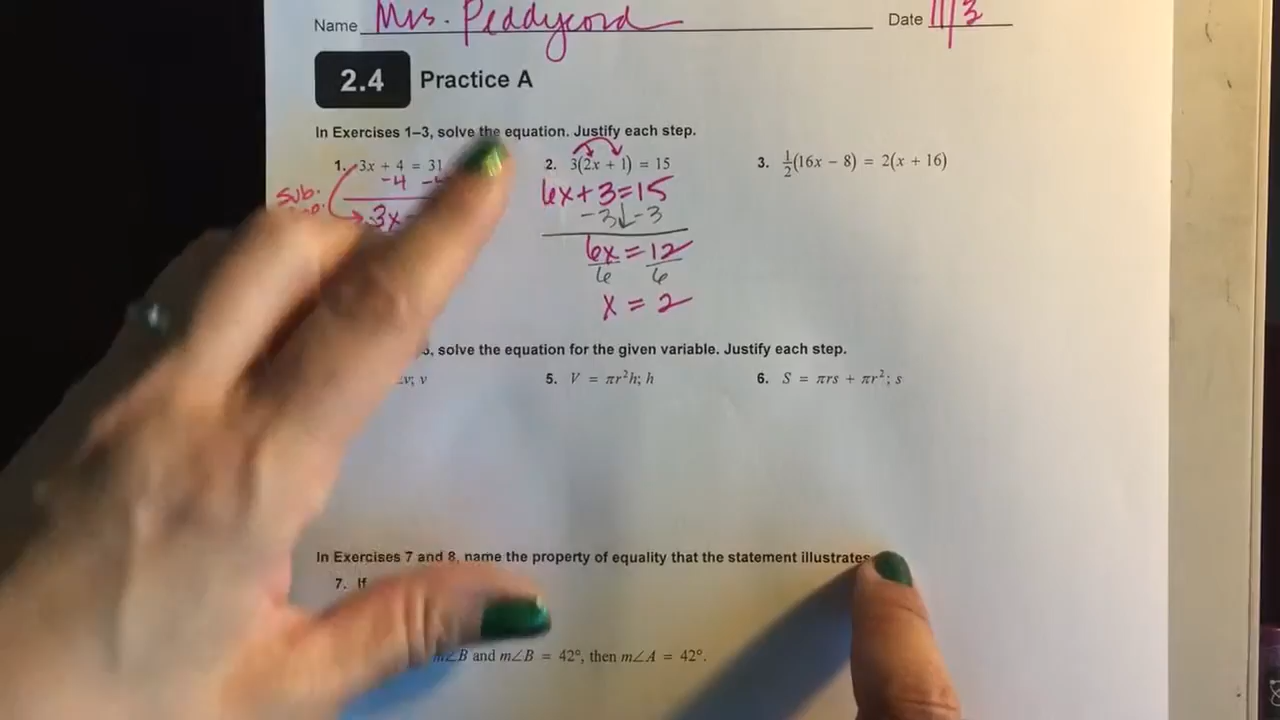 Name Mrs. Peddycord Date 11/3
2.4 Practice A
In Exercises 1–3, solve the equation. Justify each step.
1. 3x + 4 = 31
-4
sub.
3x
2. 3(2x + 1) = 15
6x+3=15
-3↓-3
6x = 12
6 6
x = 2
3. ½(16x − 8) = 2(x + 16)
solve the equation for the given variable. Justify each step.
v; v
5. V = πr²h; h
6. S = πrs + πr²; s
In Exercises 7 and 8, name the property of equality that the statement illustrates
7. If
m∠B and m∠B = 42°, then m∠A = 42°.